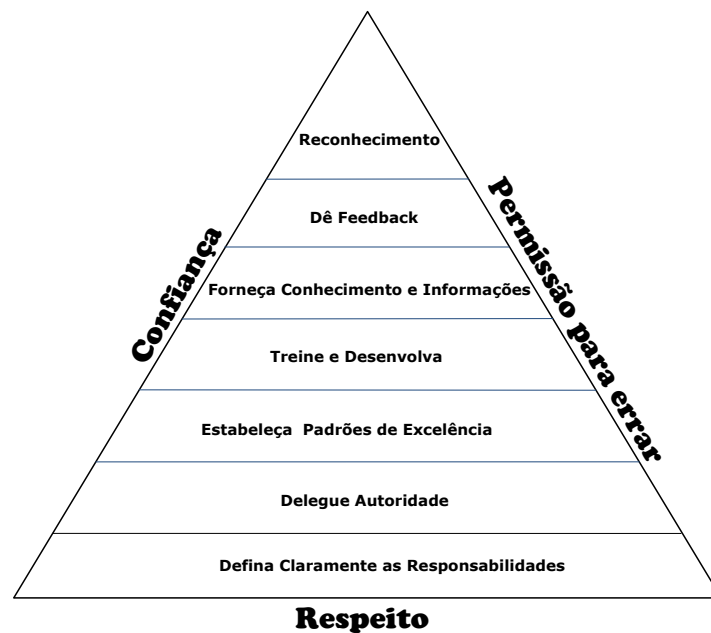 Reconhecimento
Dê Feedback
Forneça Conhecimento e Informações
Treine e Desenvolva
Estabeleça  Padrões de Excelência
Delegue Autoridade
Defina Claramente as Responsabilidades
Confiança
Permissão para errar
Respeito